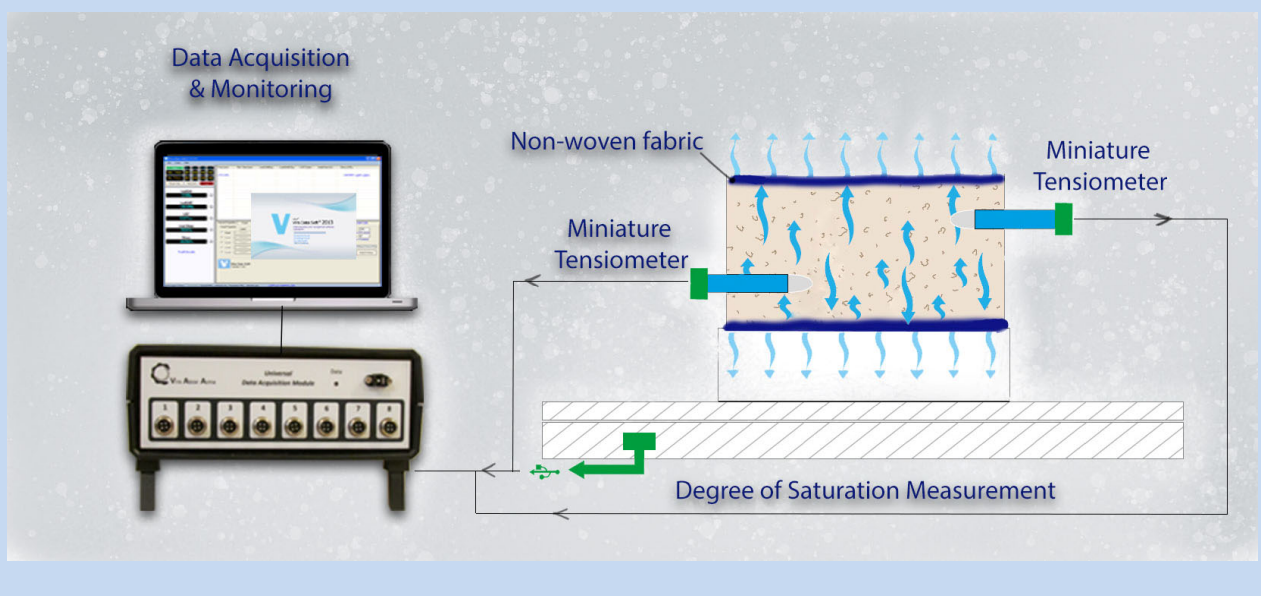 Data Acquisition
& Monitoring
Non-woven fabric
Miniature
Tensiometer
Miniature
Tensiometer
Universal
Data Acquisition Module
Data
1 2 3 4 5 6 7 8
Degree of Saturation Measurement